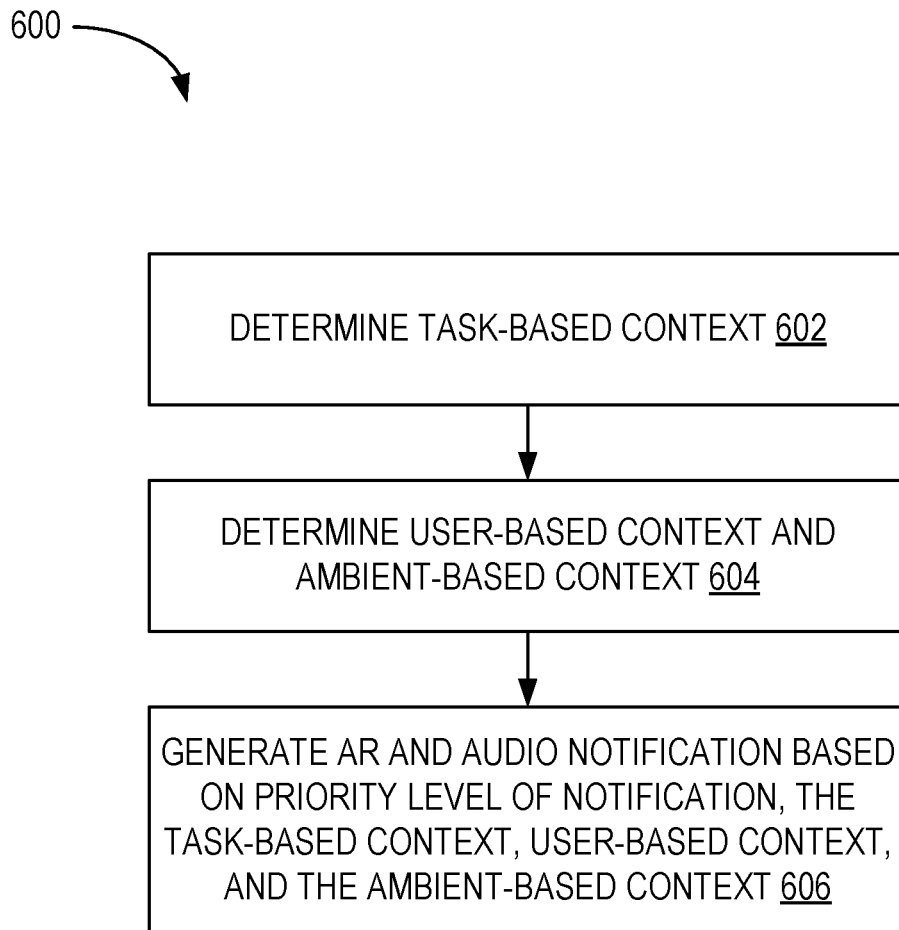 600
DETERMINE TASK-BASED CONTEXT 602
DETERMINE USER-BASED CONTEXT AND
AMBIENT-BASED CONTEXT 604
GENERATE AR AND AUDIO NOTIFICATION BASED
ON PRIORITY LEVEL OF NOTIFICATION, THE
TASK-BASED CONTEXT, USER-BASED CONTEXT,
AND THE AMBIENT-BASED CONTEXT 606